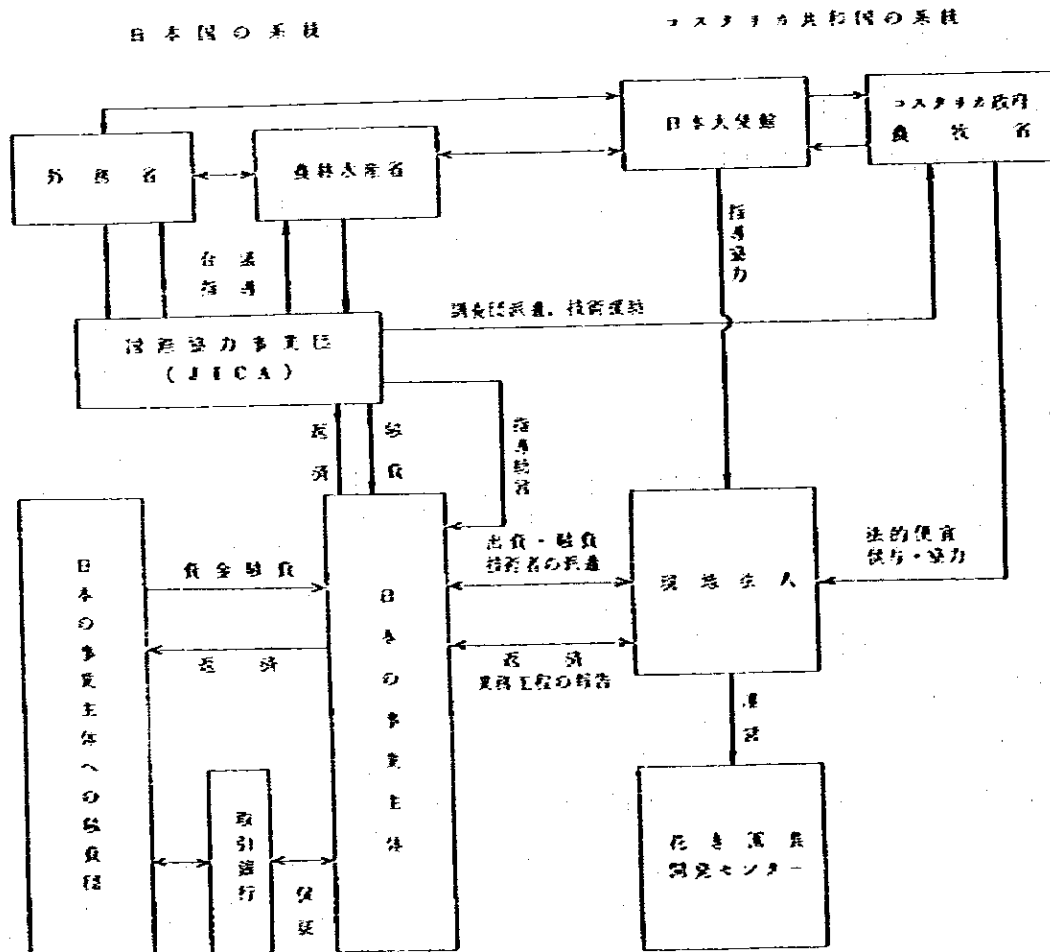 日本国の系統
コスタリカ共和国の系統
日本大使館
コスタリカ政府
農牧省
外務省
農林水産省
指導協力
合議
指導
調査団派遣、技術援助
国際協力事業団
(JICA)
返済
融資
指導監督
出資・融資
技術者の派遣
法的便宜
供与・協力
資金融資
現地法人
返済
返済
業務工程の報告
日本の事業主体への融資団
日本の事業主体
運営
取引銀行
保証
花き園芸
開発センター